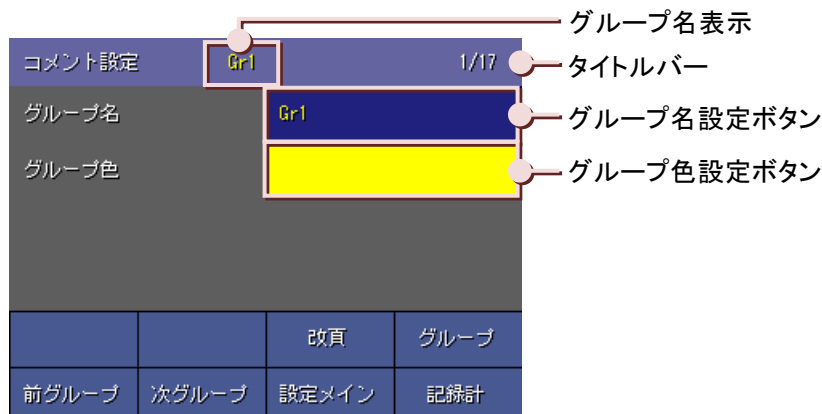 グループ名表示
コメント設定 Gr1 1/17
タイトルバー
グループ名 Gr1
グループ名設定ボタン
グループ色
グループ色設定ボタン
改頁 グループ
前グループ 次グループ 設定メイン 記録計